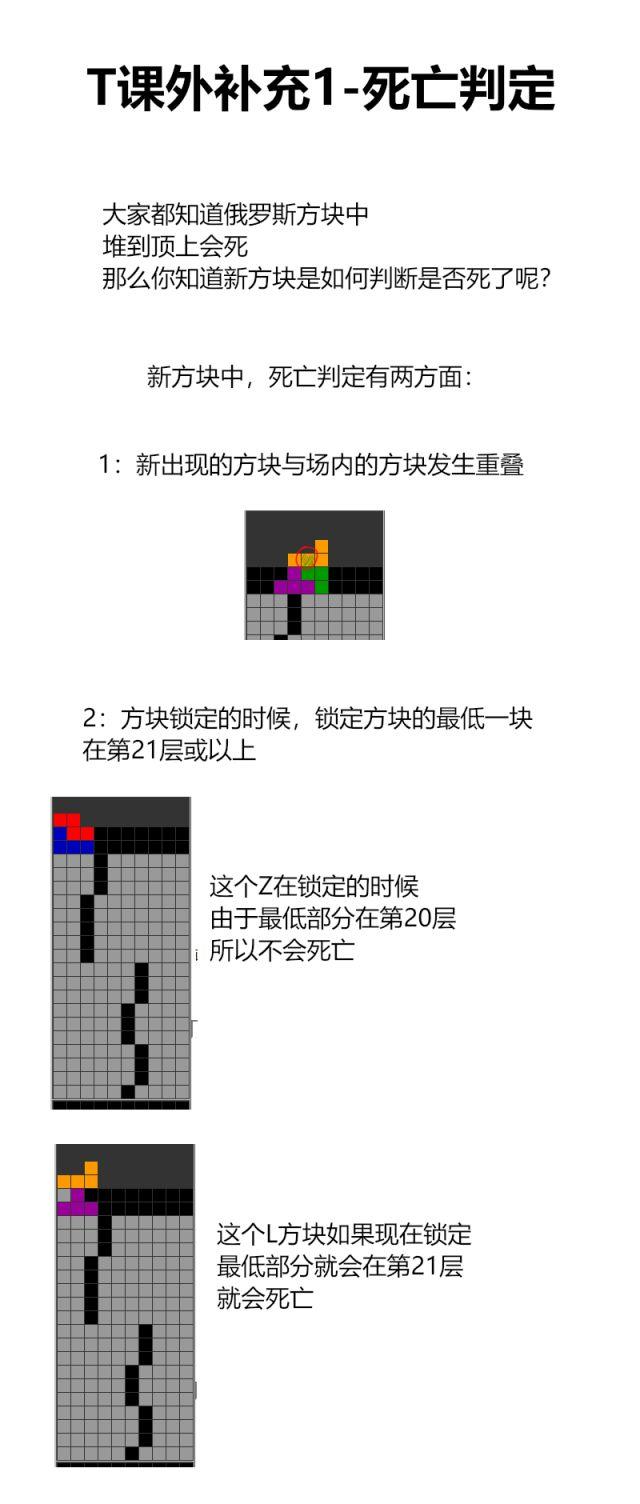 T课外补充1-死亡判定
大家都知道俄罗斯方块中
堆到顶上会死
那么你知道新方块是如何判断是否死了呢？
新方块中，死亡判定有两方面：
1：新出现的方块与场内的方块发生重叠
2：方块锁定的时候，锁定方块的最低一块
在第21层或以上
这个Z在锁定的时候
由于最低部分在第20层
所以不会死亡
这个L方块如果现在锁定
最低部分就会在第21层
就会死亡